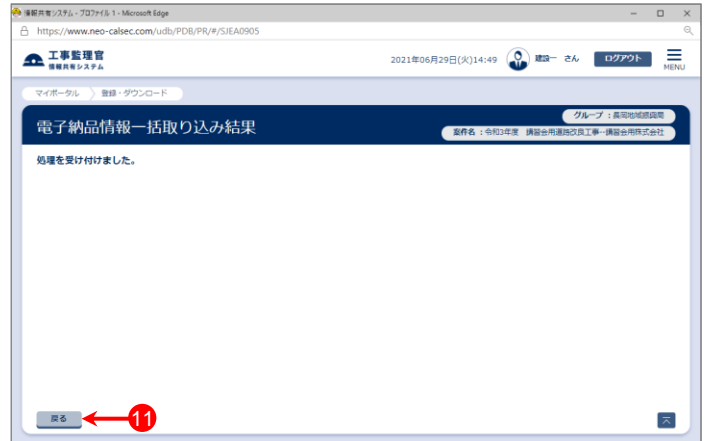 情報共有システム - プロファイル 1 - Microsoft Edge
https://www.neo-calsec.com/udb/PDB/PR/#/SJEA0905
工事監理官
情報共有システム
2021年06月29日(火)14:49
建設一 さん
ログアウト
MENU
マイポータル
登録・ダウンロード
電子納品情報一括取り込み結果
グループ：長岡地域振興局
案件名：令和3年度 講習会用道路改良工事--講習会用株式会社
処理を受け付けました。
戻る
11